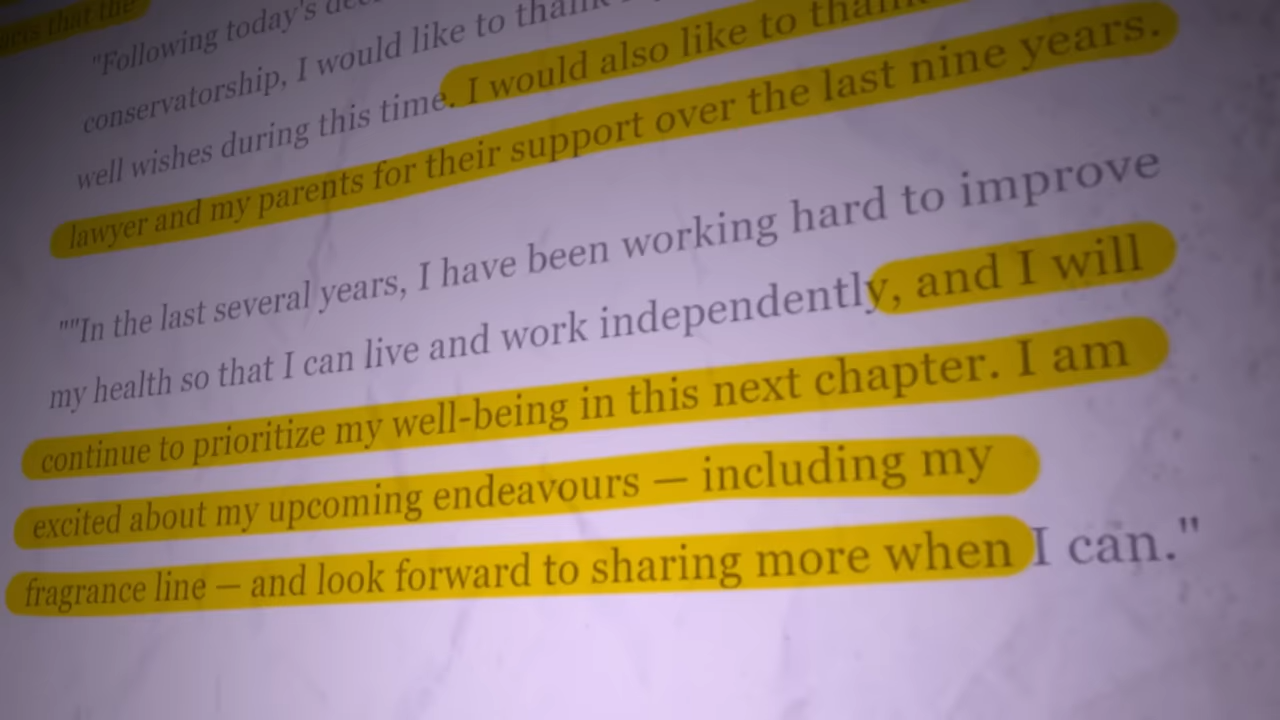 that the
"Following today's
conservatorship, I would like to thank
well wishes during this time. I would also like to thank
lawyer and my parents for their support over the last nine years.
""In the last several years, I have been working hard to improve
my health so that I can live and work independently, and I will
continue to prioritize my well-being in this next chapter. I am
excited about my upcoming endeavours — including my
fragrance line — and look forward to sharing more when I can."